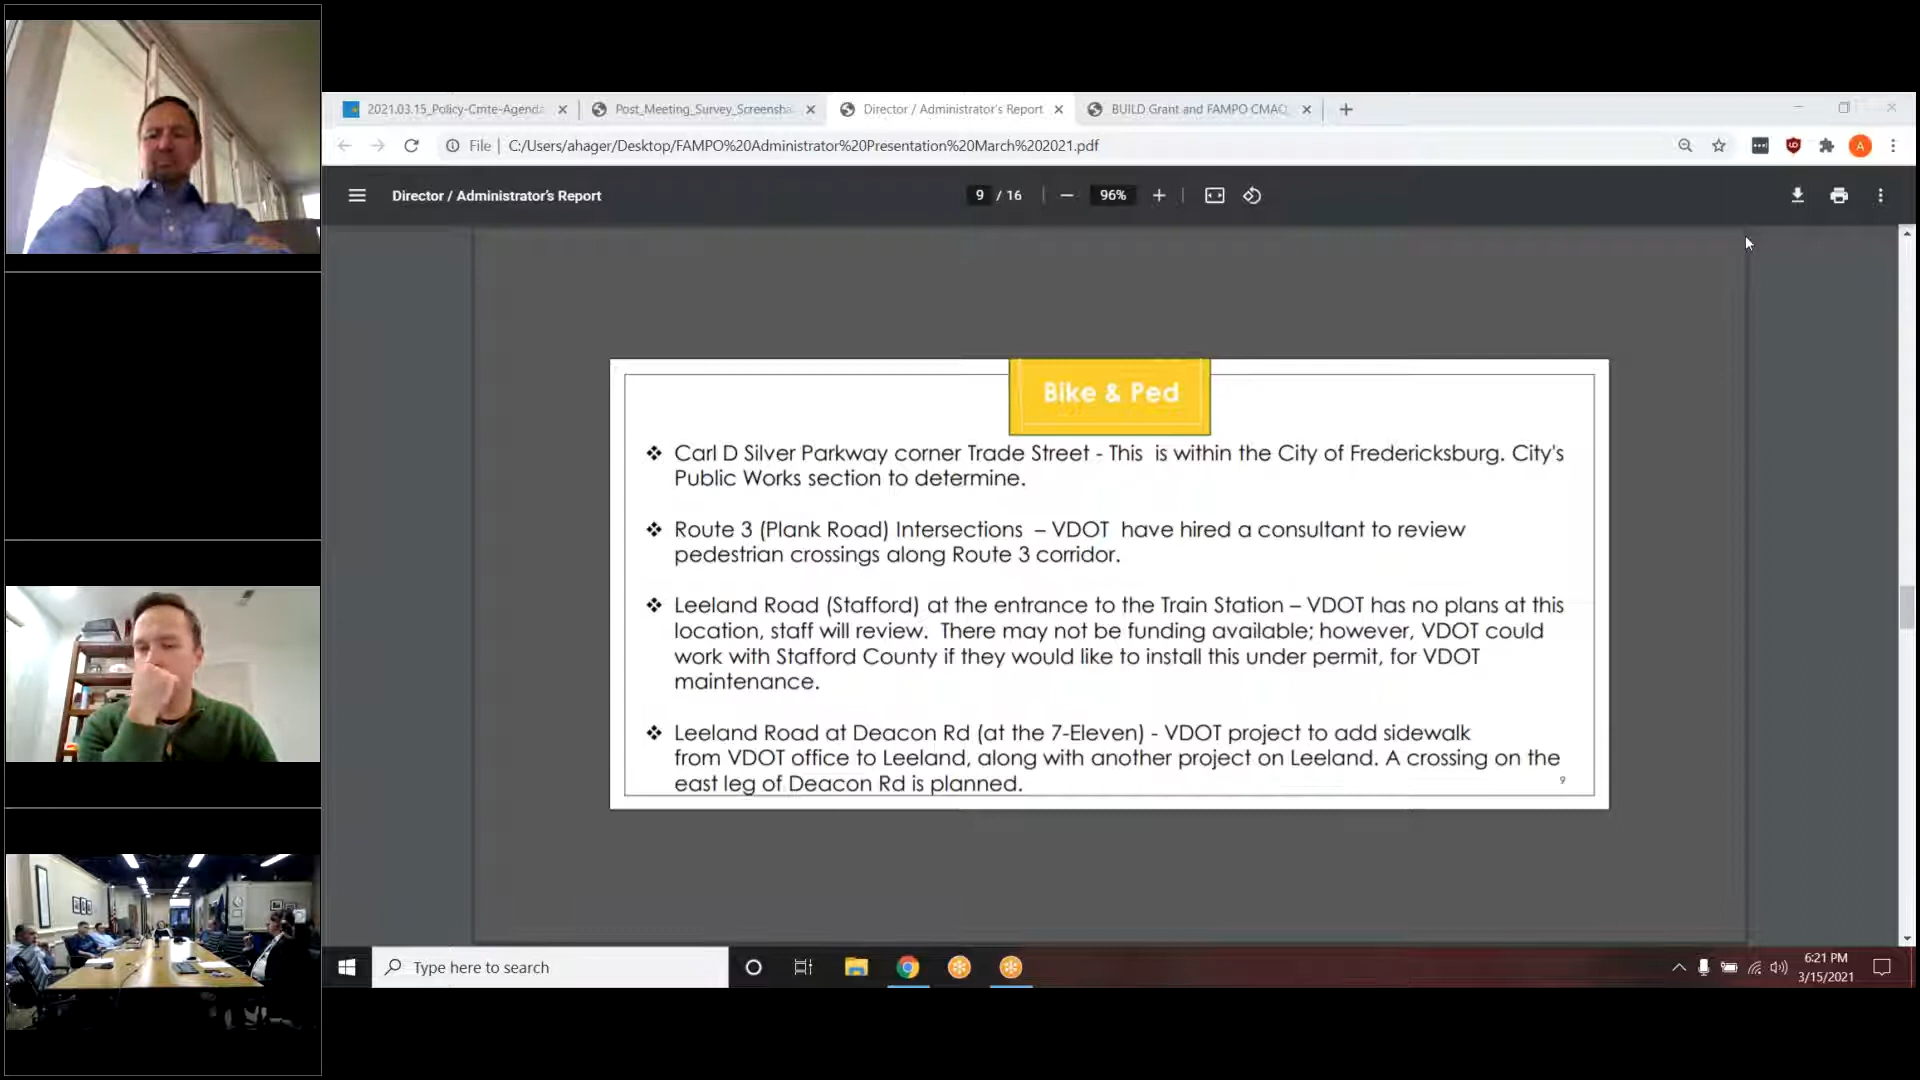 2021.03.15_Policy-Cmte-Agenda
Post_Meeting_Survey_Screensha
Director / Administrator's Report
BUILD Grant and FAMPO CMAQ
File | C:/Users/ahager/Desktop/FAMPO%20Administrator%20Presentation%20March%202021.pdf
A
Director / Administrator's Report
9 / 16
96%
Bike & Ped
❖ Carl D Silver Parkway corner Trade Street - This is within the City of Fredericksburg. City's
Public Works section to determine.
❖ Route 3 (Plank Road) Intersections – VDOT have hired a consultant to review
pedestrian crossings along Route 3 corridor.
❖ Leeland Road (Stafford) at the entrance to the Train Station – VDOT has no plans at this
location, staff will review. There may not be funding available; however, VDOT could
work with Stafford County if they would like to install this under permit, for VDOT
maintenance.
❖ Leeland Road at Deacon Rd (at the 7-Eleven) - VDOT project to add sidewalk
from VDOT office to Leeland, along with another project on Leeland. A crossing on the
east leg of Deacon Rd is planned.
9
Type here to search
6:21 PM
3/15/2021